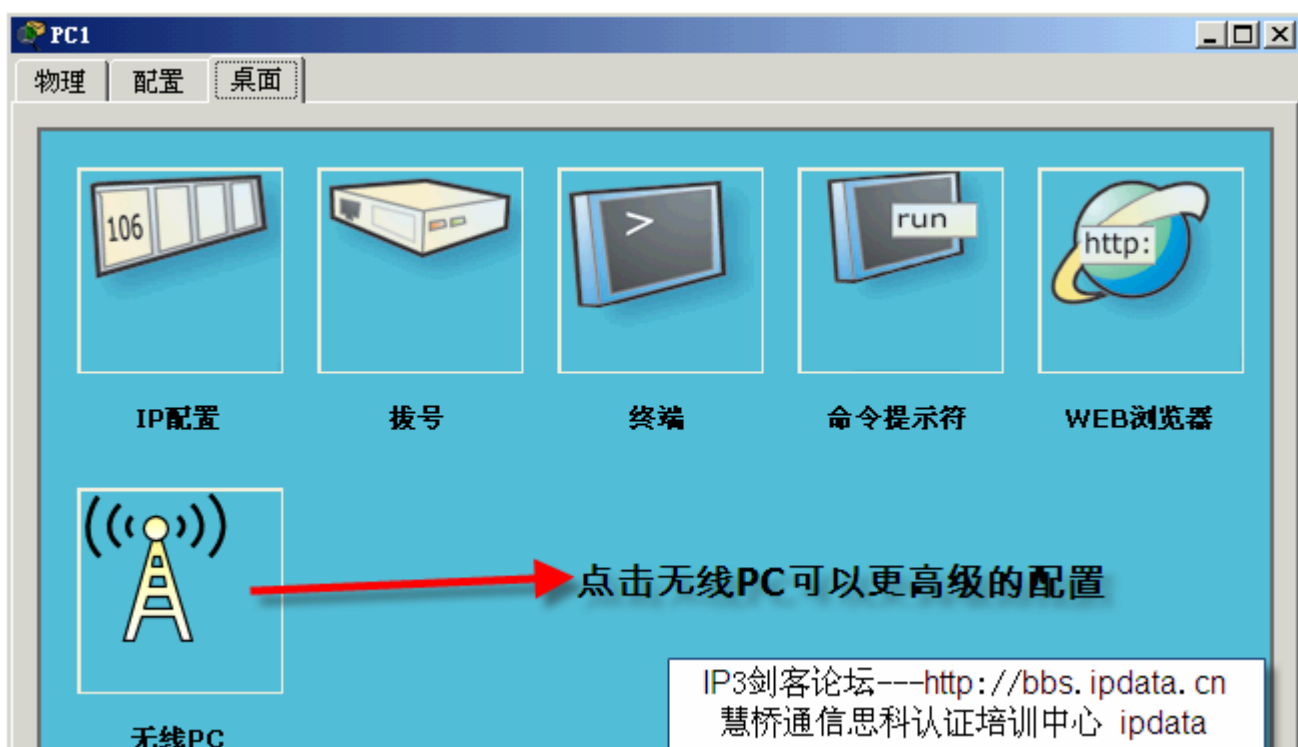 PC1
物理 配置 桌面
106
>
run
http:
IP配置 拨号 终端 命令提示符 WEB浏览器
点击无线PC可以更高级的配置
IP3剑客论坛---http://bbs.ipdata.cn
慧桥通信思科认证培训中心 ipdata
无线PC